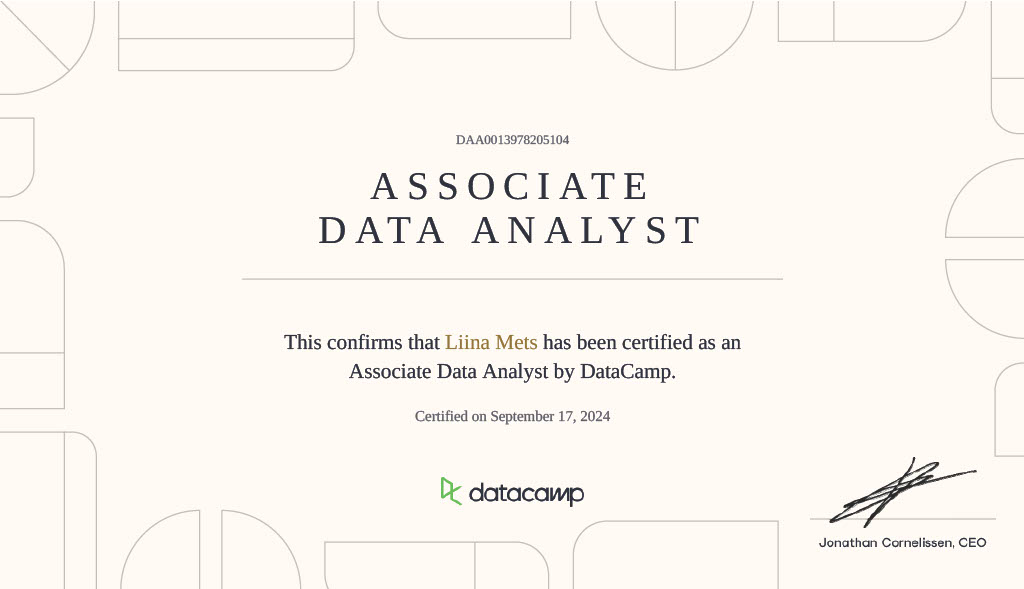 DAA0013978205104
ASSOCIATE
DATA ANALYST
This confirms that Liina Mets has been certified as an
Associate Data Analyst by DataCamp.
Certified on September 17, 2024
datacamp
Jonathan Cornelissen, CEO